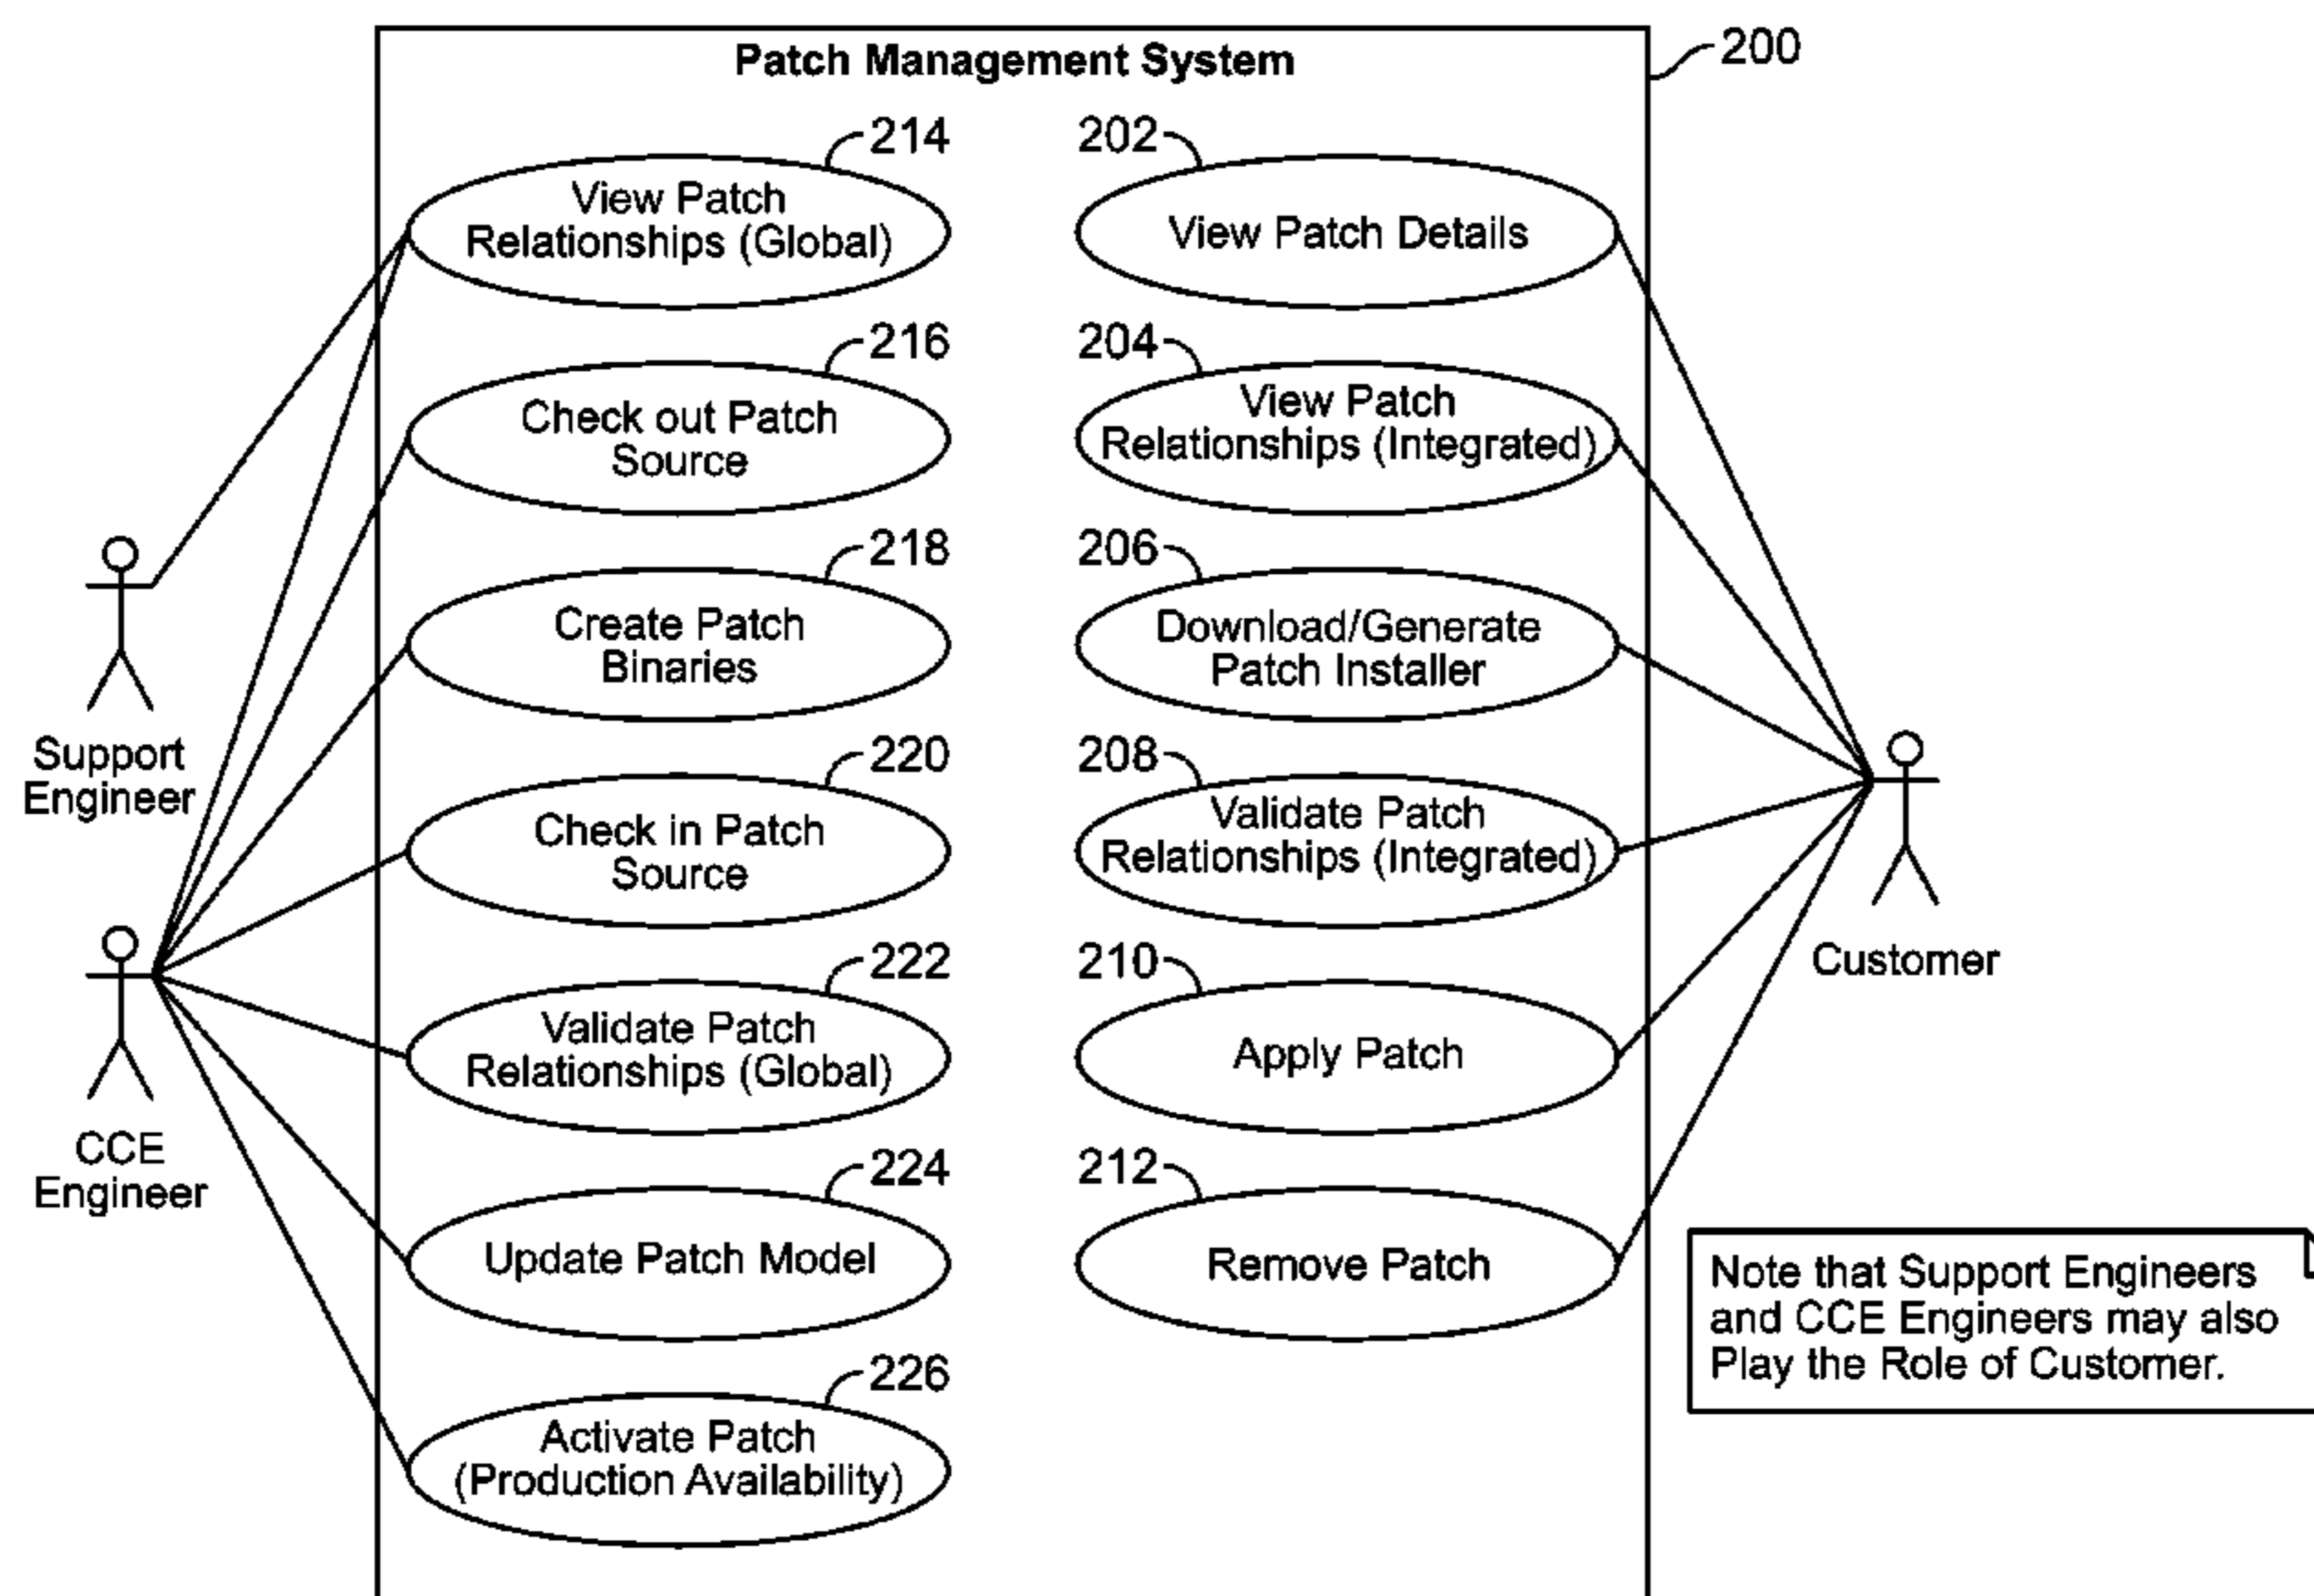 Patch Management System
200
214
View Patch
Relationships (Global)
202
View Patch Details
216
Check out Patch
Source
204
View Patch
Relationships (Integrated)
218
Create Patch
Binaries
206
Download/Generate
Patch Installer
Support
Engineer
220
Check in Patch
Source
208
Validate Patch
Relationships (Integrated)
Customer
222
Validate Patch
Relationships (Global)
210
Apply Patch
CCE
Engineer
224
Update Patch Model
212
Remove Patch
226
Activate Patch
(Production Availability)
Note that Support Engineers
and CCE Engineers may also
Play the Role of Customer.